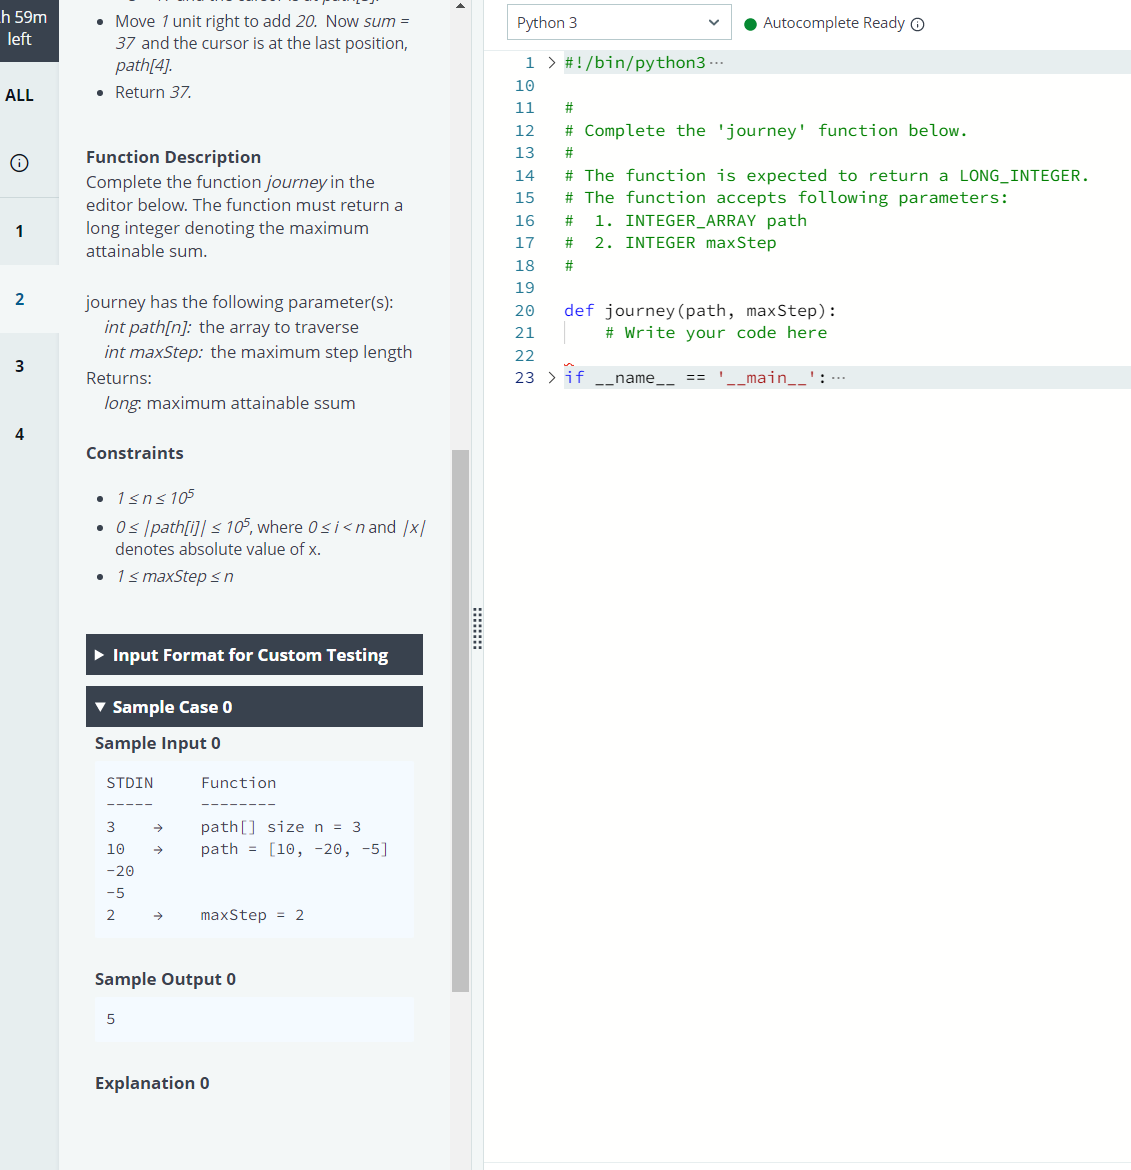 h 59m
left
ALL
1
2
3
4
Move 1 unit right to add 20. Now sum =
37 and the cursor is at the last position,
path[4].
Return 37.
Function Description
Complete the function journey in the
editor below. The function must return a
long integer denoting the maximum
attainable sum.
journey has the following parameter(s):
int path[n]: the array to traverse
int maxStep: the maximum step length
Returns:
long: maximum attainable ssum
Constraints
1 ≤ n ≤ 10⁵
0 ≤ |path[i]| ≤ 10⁵, where 0 ≤ i < n and |x|
denotes absolute value of x.
1 ≤ maxStep ≤ n
Input Format for Custom Testing
Sample Case 0
Sample Input 0
STDIN Function
----- --------
3 → path[] size n = 3
10 → path = [10, -20, -5]
-20
-5
2 → maxStep = 2
Sample Output 0
5
Explanation 0
Python 3
Autocomplete Ready
1 > #!/bin/python3 ···
10
11 #
12 # Complete the 'journey' function below.
13 #
14 # The function is expected to return a LONG_INTEGER.
15 # The function accepts following parameters:
16 # 1. INTEGER_ARRAY path
17 # 2. INTEGER maxStep
18 #
19
20 def journey(path, maxStep):
21 # Write your code here
22
23 > if __name__ == '__main__': ···